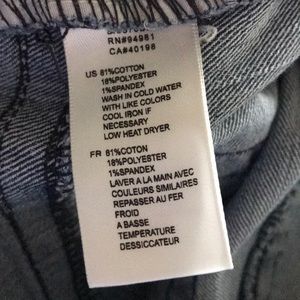 RN#94981
CA#40198
US 81%COTTON
18%POLYESTER
1%SPANDEX
WASH IN COLD WATER
WITH LIKE COLORS
COOL IRON IF
NECESSARY
LOW HEAT DRYER
FR 81%COTON
18%POLYESTER
1%SPANDEX
LAVER A LA MAIN AVEC
COULEURS SIMILAIRES
REPASSER AU FER
FROID
A BASSE
TEMPERATURE
DESSICCATEUR